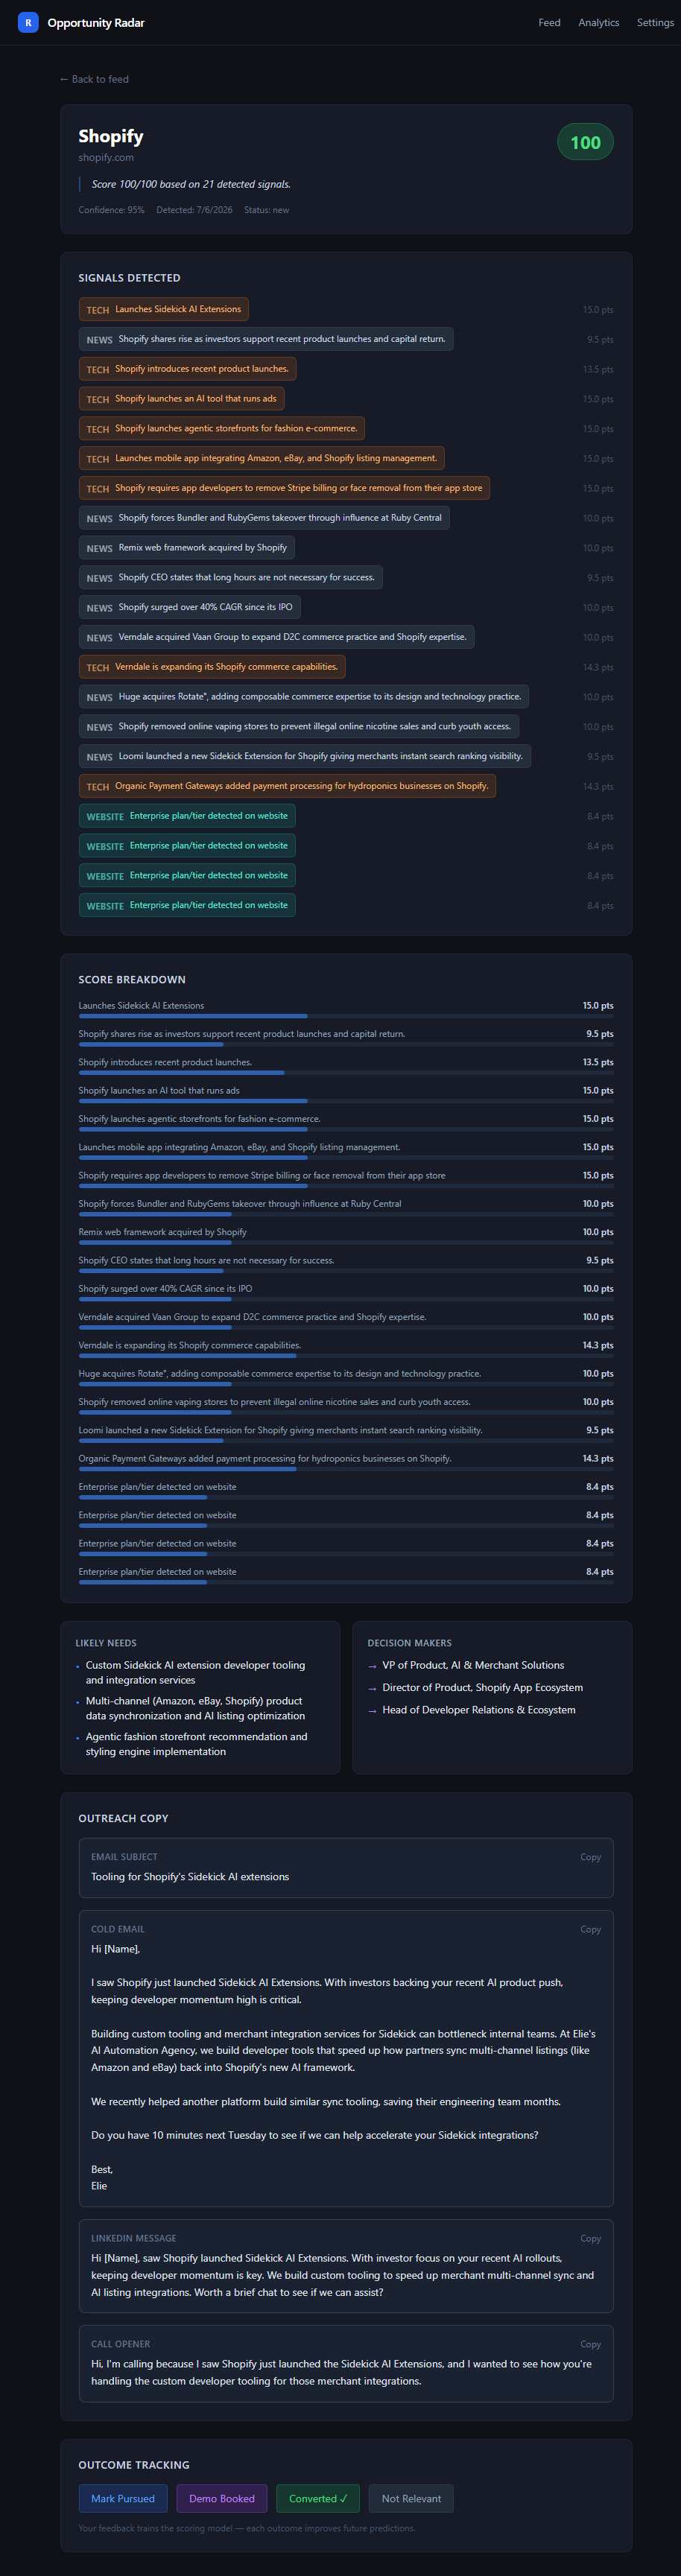 R Opportunity Radar Feed Analytics Settings
← Back to feed
Shopify
shopify.com
100
Score 100/100 based on 21 detected signals.
Confidence: 95% Detected: 7/6/2026 Status: new
SIGNALS DETECTED
TECH Launches Sidekick AI Extensions 15.0 pts
NEWS Shopify shares rise as investors support recent product launches and capital return. 9.5 pts
TECH Shopify introduces recent product launches. 13.5 pts
TECH Shopify launches an AI tool that runs ads 15.0 pts
TECH Shopify launches agentic storefronts for fashion e-commerce. 15.0 pts
TECH Launches mobile app integrating Amazon, eBay, and Shopify listing management. 15.0 pts
TECH Shopify requires app developers to remove Stripe billing or face removal from their app store 15.0 pts
NEWS Shopify forces Bundler and RubyGems takeover through influence at Ruby Central 10.0 pts
NEWS Remix web framework acquired by Shopify 10.0 pts
NEWS Shopify CEO states that long hours are not necessary for success. 9.5 pts
NEWS Shopify surged over 40% CAGR since its IPO 10.0 pts
NEWS Verndale acquired Vaan Group to expand D2C commerce practice and Shopify expertise. 10.0 pts
TECH Verndale is expanding its Shopify commerce capabilities. 14.3 pts
NEWS Huge acquires Rotate°, adding composable commerce expertise to its design and technology practice. 10.0 pts
NEWS Shopify removed online vaping stores to prevent illegal online nicotine sales and curb youth access. 10.0 pts
NEWS Loomi launched a new Sidekick Extension for Shopify giving merchants instant search ranking visibility. 9.5 pts
TECH Organic Payment Gateways added payment processing for hydroponics businesses on Shopify. 14.3 pts
WEBSITE Enterprise plan/tier detected on website 8.4 pts
WEBSITE Enterprise plan/tier detected on website 8.4 pts
WEBSITE Enterprise plan/tier detected on website 8.4 pts
WEBSITE Enterprise plan/tier detected on website 8.4 pts
SCORE BREAKDOWN
Launches Sidekick AI Extensions 15.0 pts
Shopify shares rise as investors support recent product launches and capital return. 9.5 pts
Shopify introduces recent product launches. 13.5 pts
Shopify launches an AI tool that runs ads 15.0 pts
Shopify launches agentic storefronts for fashion e-commerce. 15.0 pts
Launches mobile app integrating Amazon, eBay, and Shopify listing management. 15.0 pts
Shopify requires app developers to remove Stripe billing or face removal from their app store 15.0 pts
Shopify forces Bundler and RubyGems takeover through influence at Ruby Central 10.0 pts
Remix web framework acquired by Shopify 10.0 pts
Shopify CEO states that long hours are not necessary for success. 9.5 pts
Shopify surged over 40% CAGR since its IPO 10.0 pts
Verndale acquired Vaan Group to expand D2C commerce practice and Shopify expertise. 10.0 pts
Verndale is expanding its Shopify commerce capabilities. 14.3 pts
Huge acquires Rotate°, adding composable commerce expertise to its design and technology practice. 10.0 pts
Shopify removed online vaping stores to prevent illegal online nicotine sales and curb youth access. 10.0 pts
Loomi launched a new Sidekick Extension for Shopify giving merchants instant search ranking visibility. 9.5 pts
Organic Payment Gateways added payment processing for hydroponics businesses on Shopify. 14.3 pts
Enterprise plan/tier detected on website 8.4 pts
Enterprise plan/tier detected on website 8.4 pts
Enterprise plan/tier detected on website 8.4 pts
Enterprise plan/tier detected on website 8.4 pts
LIKELY NEEDS
• Custom Sidekick AI extension developer tooling
and integration services
• Multi-channel (Amazon, eBay, Shopify) product
data synchronization and AI listing optimization
• Agentic fashion storefront recommendation and
styling engine implementation
DECISION MAKERS
→ VP of Product, AI & Merchant Solutions
→ Director of Product, Shopify App Ecosystem
→ Head of Developer Relations & Ecosystem
OUTREACH COPY
EMAIL SUBJECT Copy
Tooling for Shopify's Sidekick AI extensions
COLD EMAIL Copy
Hi [Name],
I saw Shopify just launched Sidekick AI Extensions. With investors backing your recent AI product push,
keeping developer momentum high is critical.
Building custom tooling and merchant integration services for Sidekick can bottleneck internal teams. At Elie's
AI Automation Agency, we build developer tools that speed up how partners sync multi-channel listings (like
Amazon and eBay) back into Shopify's new AI framework.
We recently helped another platform build similar sync tooling, saving their engineering team months.
Do you have 10 minutes next Tuesday to see if we can help accelerate your Sidekick integrations?
Best,
Elie
LINKEDIN MESSAGE Copy
Hi [Name], saw Shopify launched Sidekick AI Extensions. With investor focus on your recent AI rollouts,
keeping developer momentum is key. We build custom tooling to speed up merchant multi-channel sync and
AI listing integrations. Worth a brief chat to see if we can assist?
CALL OPENER Copy
Hi, I'm calling because I saw Shopify just launched the Sidekick AI Extensions, and I wanted to see how you're
handling the custom developer tooling for those merchant integrations.
OUTCOME TRACKING
Mark Pursued Demo Booked Converted ✓ Not Relevant
Your feedback trains the scoring model — each outcome improves future predictions.